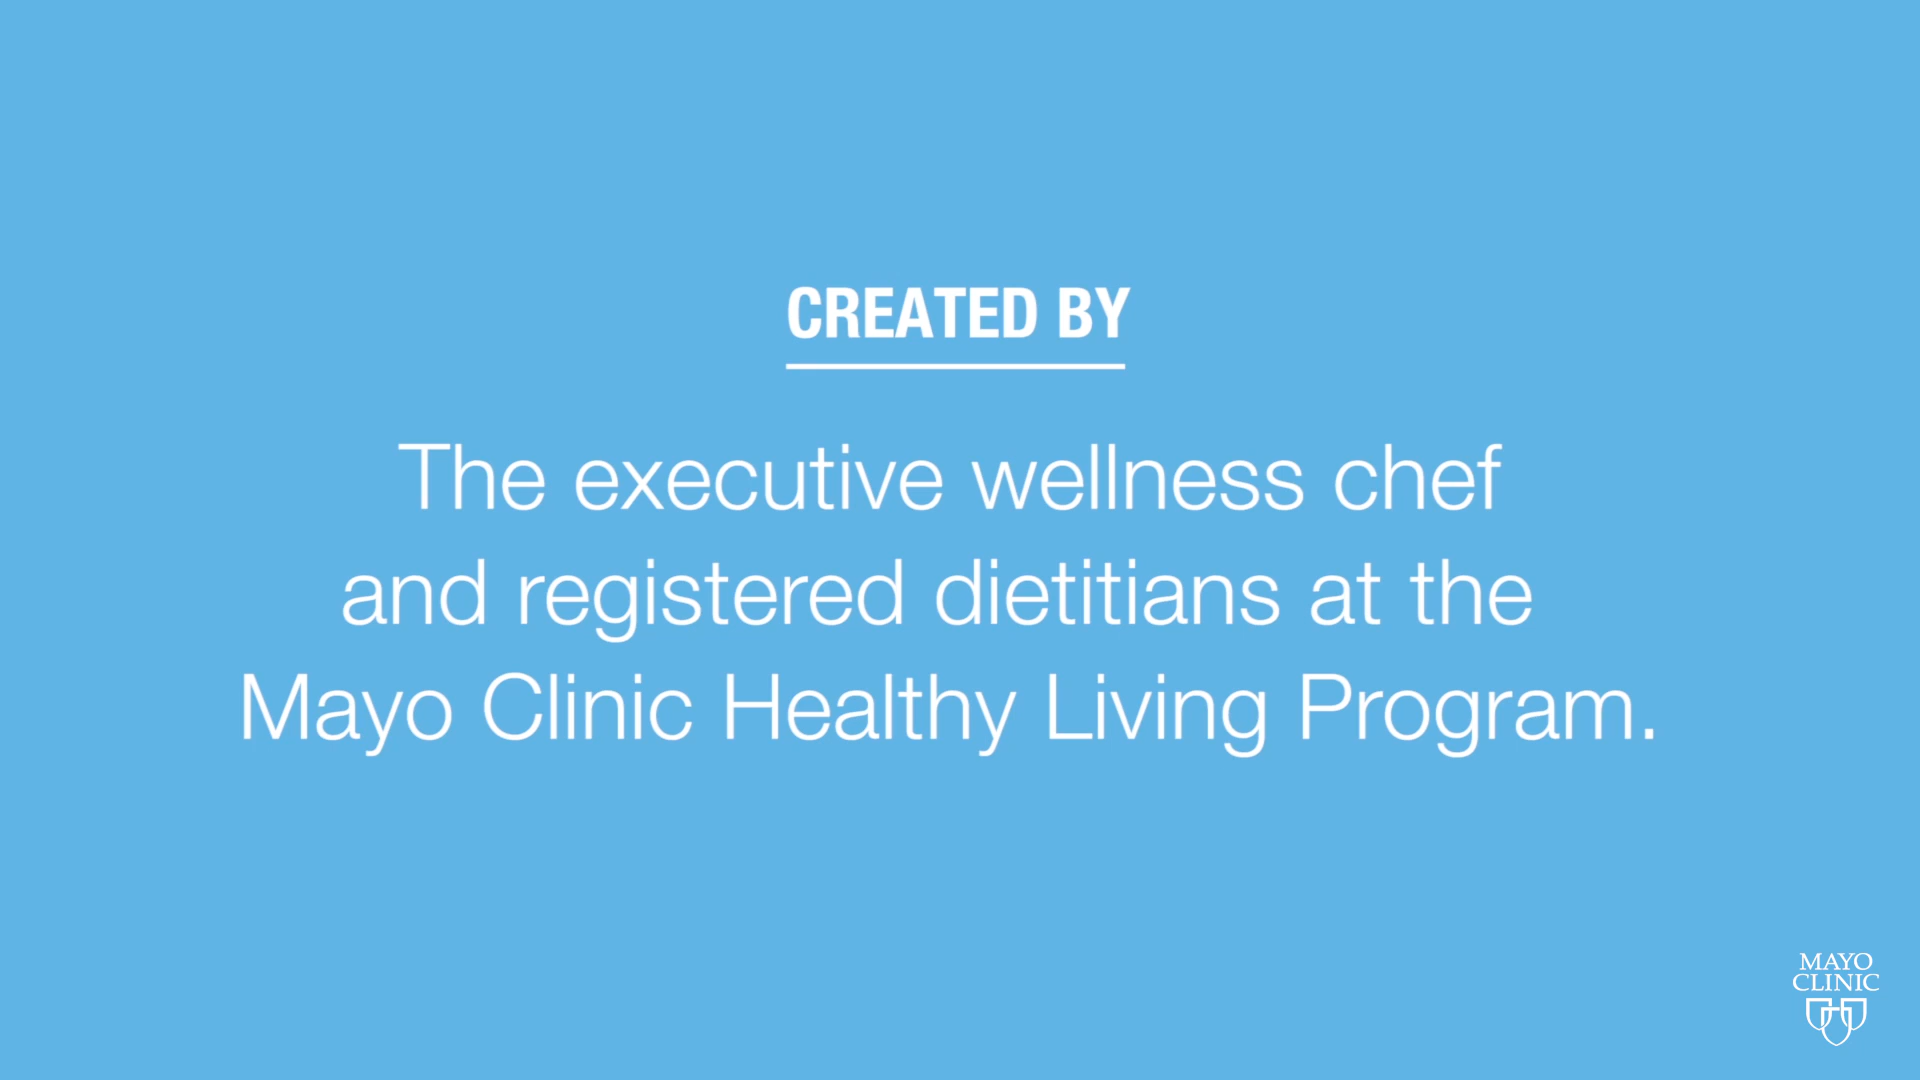 CREATED BY
The executive wellness chef
and registered dietitians at the
Mayo Clinic Healthy Living Program.
MAYO
CLINIC